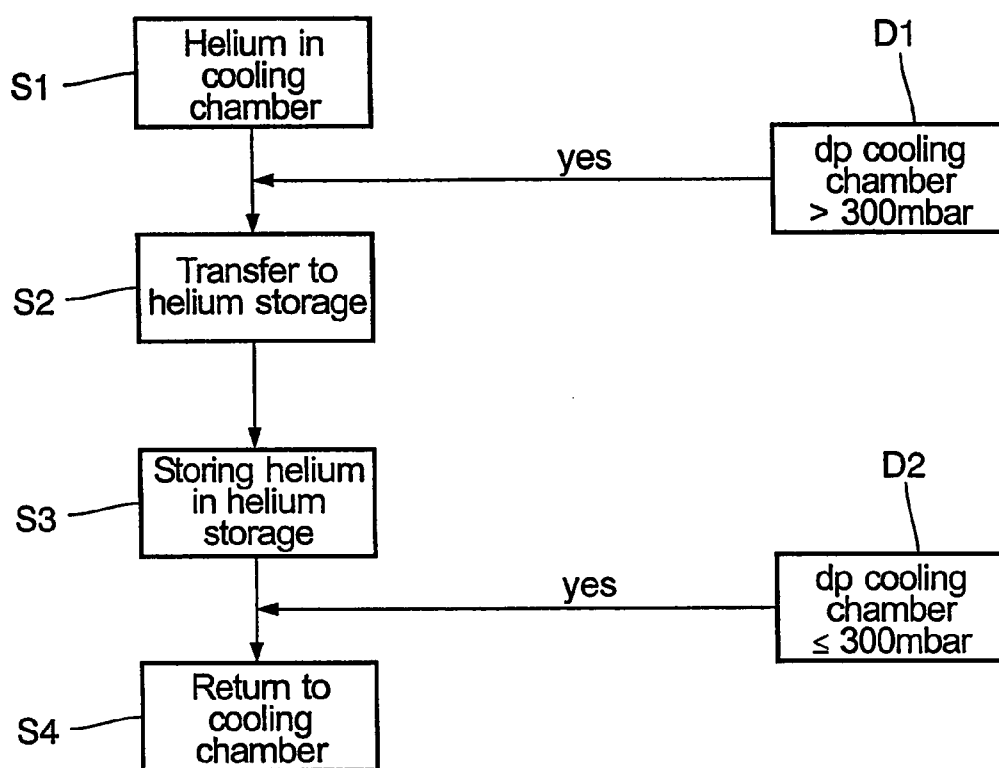 S1
Helium in
cooling
chamber
D1
yes
dp cooling
chamber
> 300mbar
S2
Transfer to
helium storage
S3
Storing helium
in helium
storage
D2
yes
dp cooling
chamber
≤ 300mbar
S4
Return to
cooling
chamber